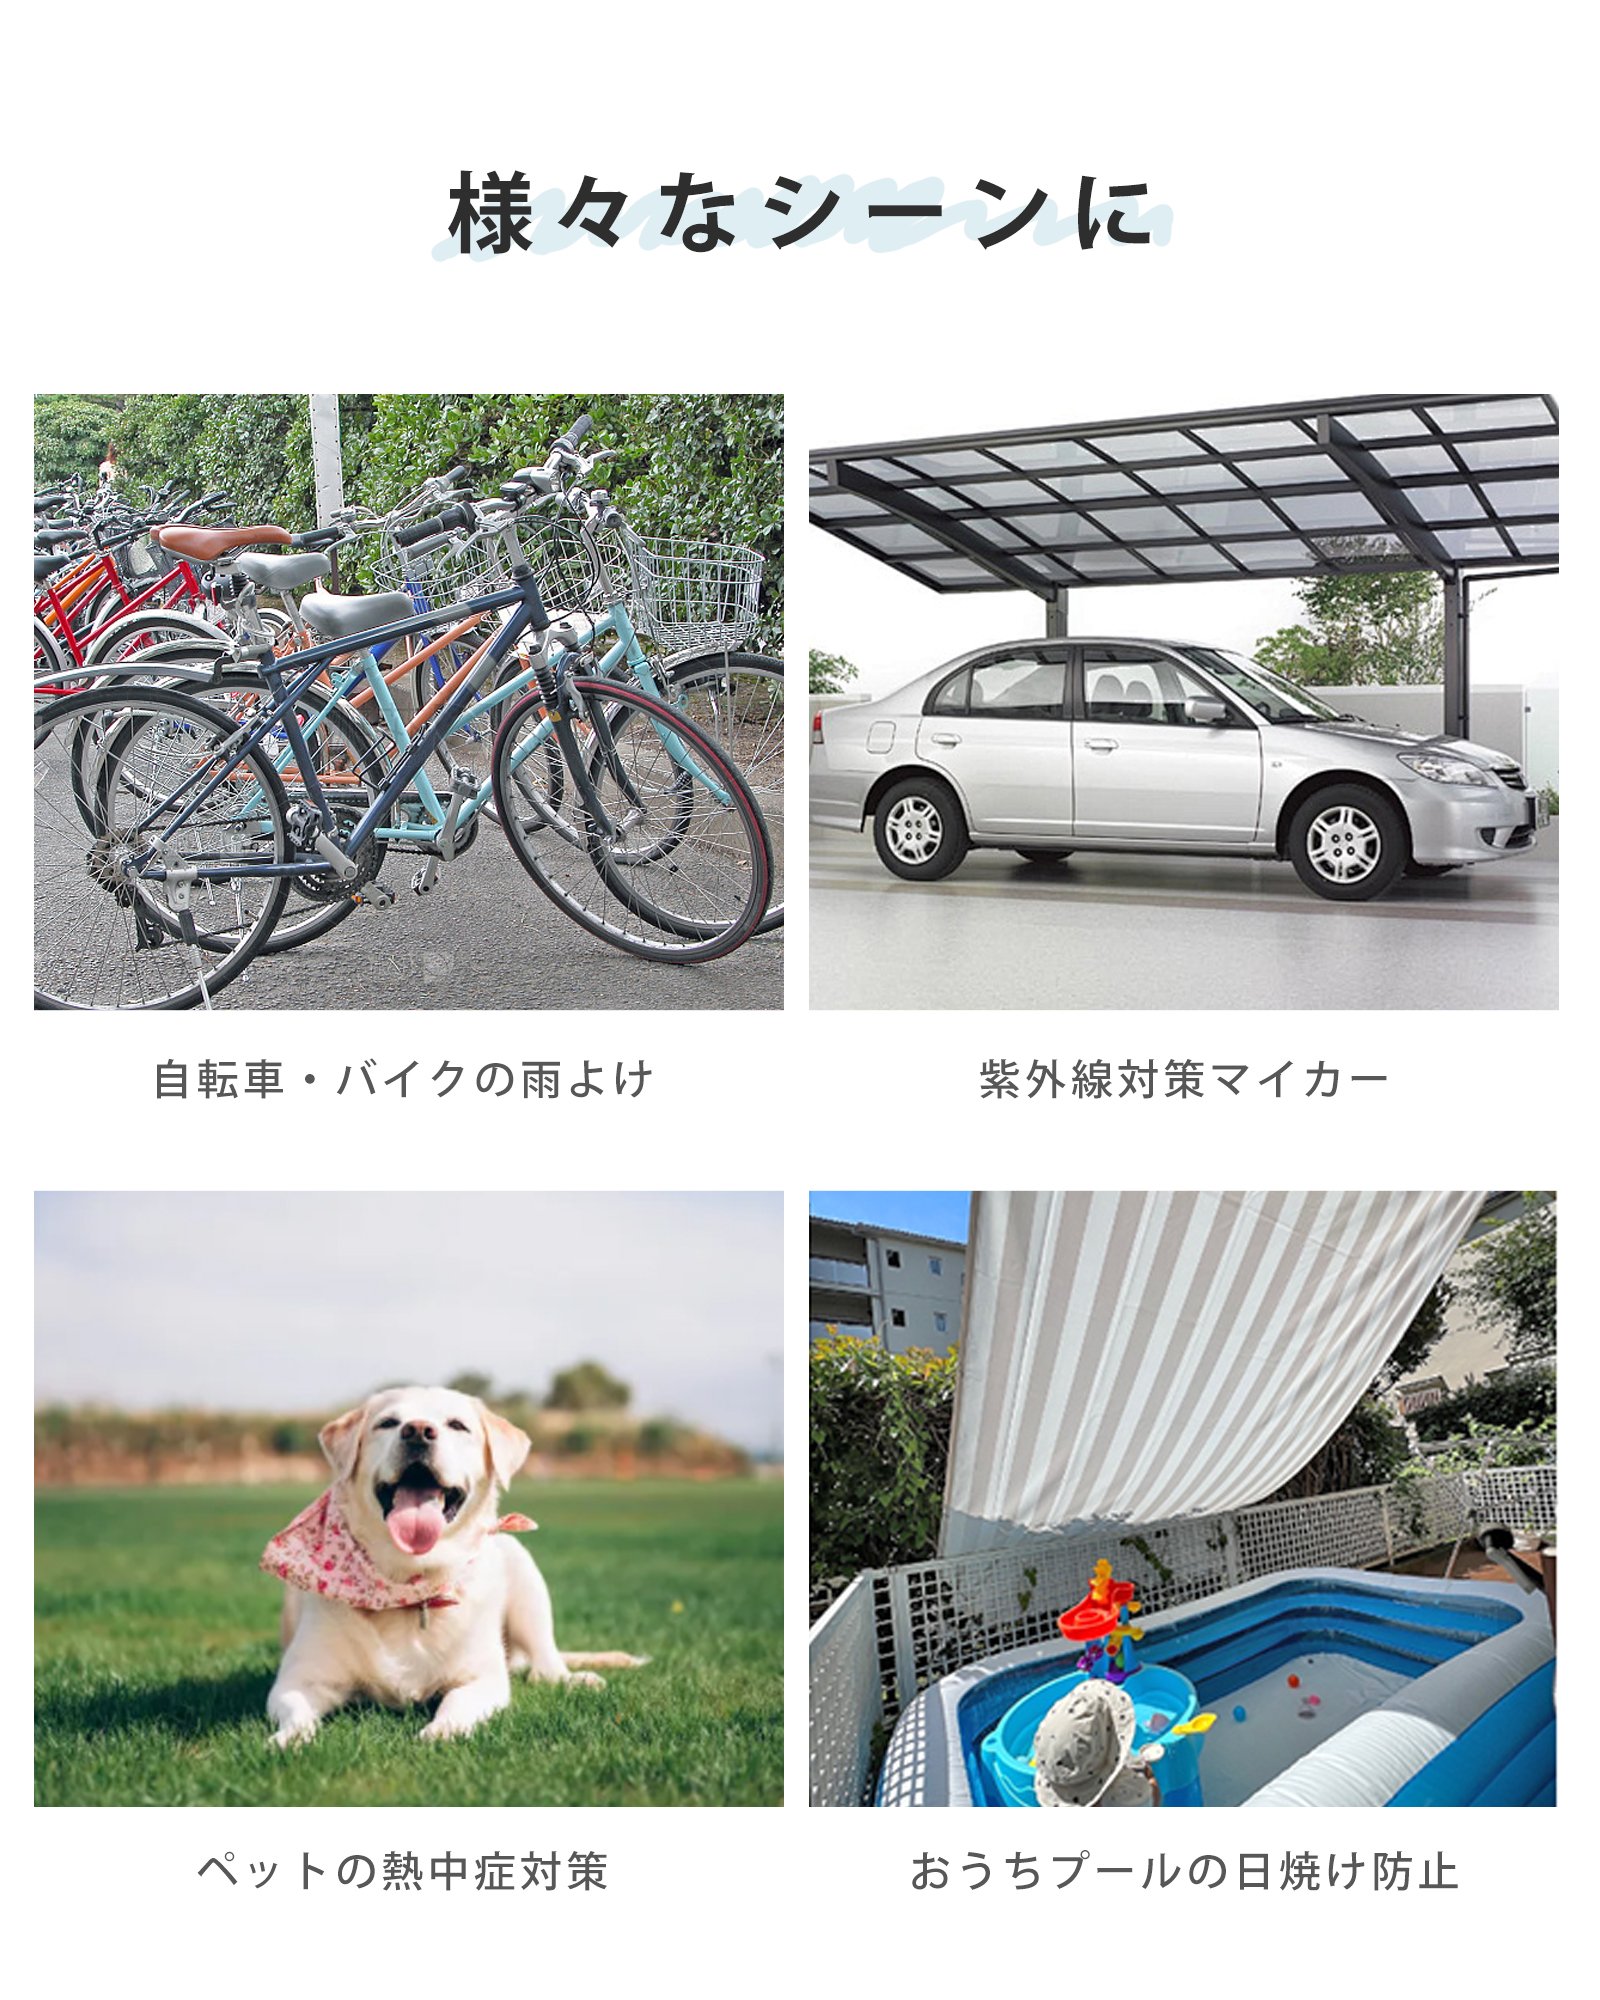 様々なシーンに
自転車・バイクの雨よけ
紫外線対策マイカー
ペットの熱中症対策
おうちプールの日焼け防止